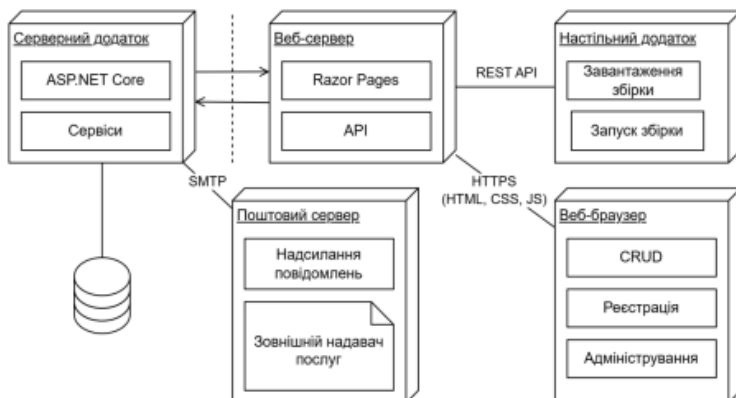 Серверний додаток
ASP.NET Core
Сервіси
Веб-сервер
Razor Pages
API
REST API
Настільний додаток
Завантаження
збірки
Запуск збірки
SMTP
HTTPS
(HTML, CSS, JS)
Поштовий сервер
Надсилання
повідомлень
Зовнішній надавач
послуг
Веб-браузер
CRUD
Реєстрація
Адміністрування